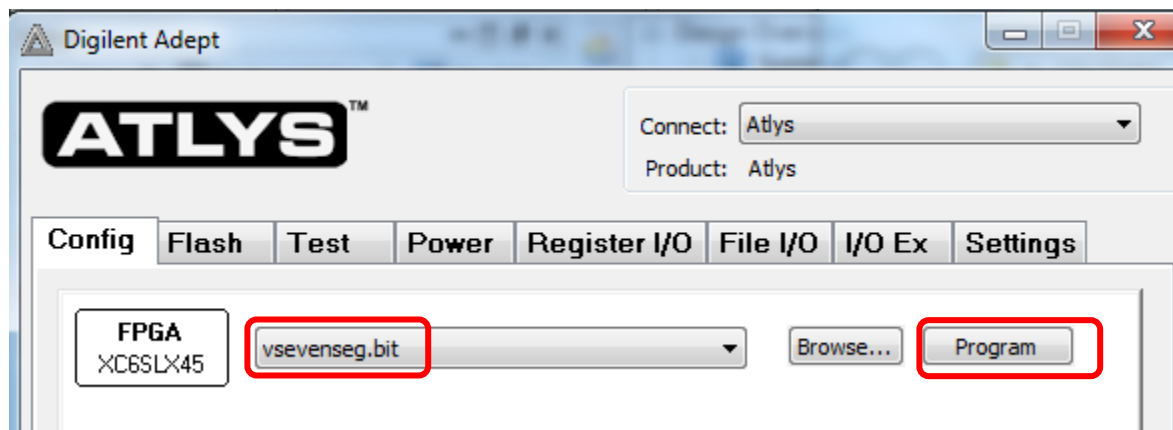 Digilent Adept
ATLYS™
Connect: Atlys
Product: Atlys
Config Flash Test Power Register I/O File I/O I/O Ex Settings
FPGA
XC6SLX45
vsevenseg.bit
Browse...
Program